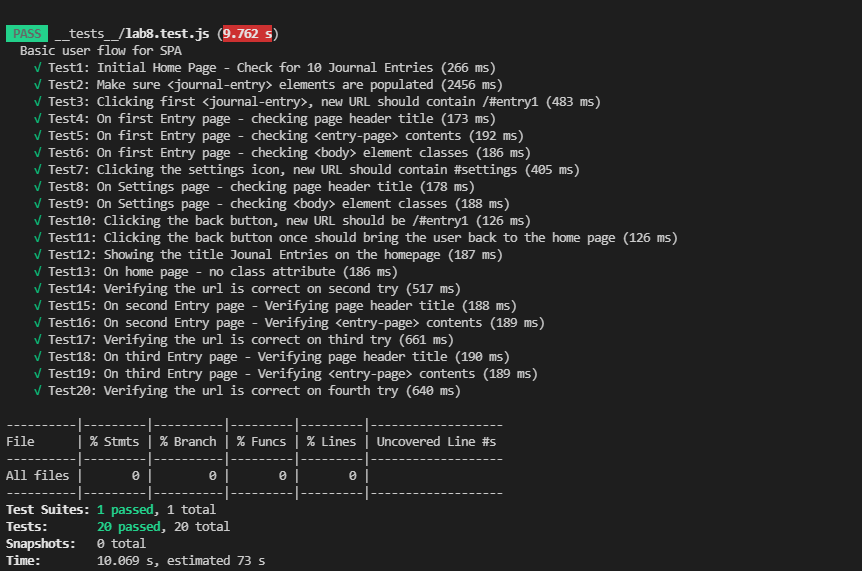 PASS __tests__/lab8.test.js (9.762 s)
Basic user flow for SPA
√ Test1: Initial Home Page - Check for 10 Journal Entries (266 ms)
√ Test2: Make sure <journal-entry> elements are populated (2456 ms)
√ Test3: Clicking first <journal-entry>, new URL should contain /#entry1 (483 ms)
√ Test4: On first Entry page - checking page header title (173 ms)
√ Test5: On first Entry page - checking <entry-page> contents (192 ms)
√ Test6: On first Entry page - checking <body> element classes (186 ms)
√ Test7: Clicking the settings icon, new URL should contain #settings (405 ms)
√ Test8: On Settings page - checking page header title (178 ms)
√ Test9: On Settings page - checking <body> element classes (188 ms)
√ Test10: Clicking the back button, new URL should be /#entry1 (126 ms)
√ Test11: Clicking the back button once should bring the user back to the home page (126 ms)
√ Test12: Showing the title Jounal Entries on the homepage (187 ms)
√ Test13: On home page - no class attribute (186 ms)
√ Test14: Verifying the url is correct on second try (517 ms)
√ Test15: On second Entry page - Verifying page header title (188 ms)
√ Test16: On second Entry page - Verifying <entry-page> contents (189 ms)
√ Test17: Verifying the url is correct on third try (661 ms)
√ Test18: On third Entry page - Verifying page header title (190 ms)
√ Test19: On third Entry page - Verifying <entry-page> contents (189 ms)
√ Test20: Verifying the url is correct on fourth try (640 ms)
----------|---------|----------|---------|---------|-------------------
File      | % Stmts | % Branch | % Funcs | % Lines | Uncovered Line #s
----------|---------|----------|---------|---------|-------------------
All files |       0 |        0 |       0 |       0 |
----------|---------|----------|---------|---------|-------------------
Test Suites: 1 passed, 1 total
Tests:       20 passed, 20 total
Snapshots:   0 total
Time:        10.069 s, estimated 73 s